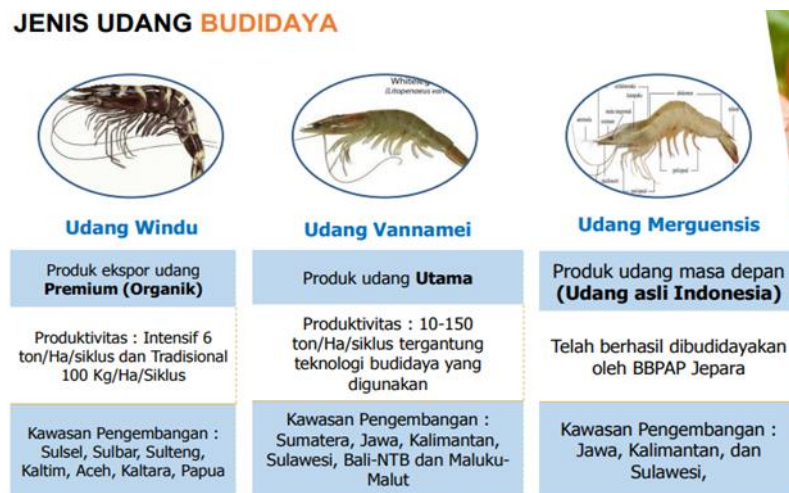 JENIS UDANG BUDIDAYA
Udang Windu
Produk ekspor udang
Premium (Organik)
Produktivitas : Intensif 6
ton/Ha/siklus dan Tradisional
100 Kg/Ha/Siklus
Kawasan Pengembangan :
Sulsel, Sulbar, Sulteng,
Kaltim, Aceh, Kaltara, Papua
Udang Vannamei
Produk udang Utama
Produktivitas : 10-150
ton/Ha/siklus tergantung
teknologi budidaya yang
digunakan
Kawasan Pengembangan :
Sumatera, Jawa, Kalimantan,
Sulawesi, Bali-NTB dan Maluku-
Malut
Udang Merguensis
Produk udang masa depan
(Udang asli Indonesia)
Telah berhasil dibudidayakan
oleh BBPAP Jepara
Kawasan Pengembangan :
Jawa, Kalimantan, dan
Sulawesi,